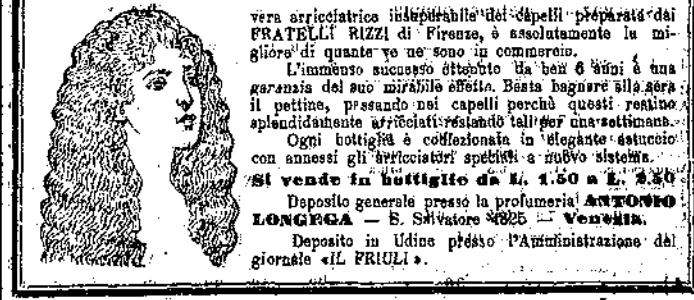 vera arricciatrice insuperabile dei capelli preparata dai
FRATELLI RIZZI di Firenze, è assolutamente la mi-
gliore di quante ve ne sono in commercio.
L'immenso successo ottenuto da ben 6 anni è una
garanzia del suo mirabile effetto. Basta bagnare alla sera
il pettine, passando nei capelli perchè questi restino
splendidamente arricciati restando tali per una settimana.
Ogni bottiglia è confezionata in elegante astuccio
con annessi gli arricciatori speciali a nuovo sistema.
Si vende in bottiglie da L. 1.50 a L.
Deposito generale presso la profumeria ANTONIO
LONGEGA — S. Salvatore 4825 — Venezia.
Deposito in Udine presso l'Amministrazione del
giornale «IL FRIULI».